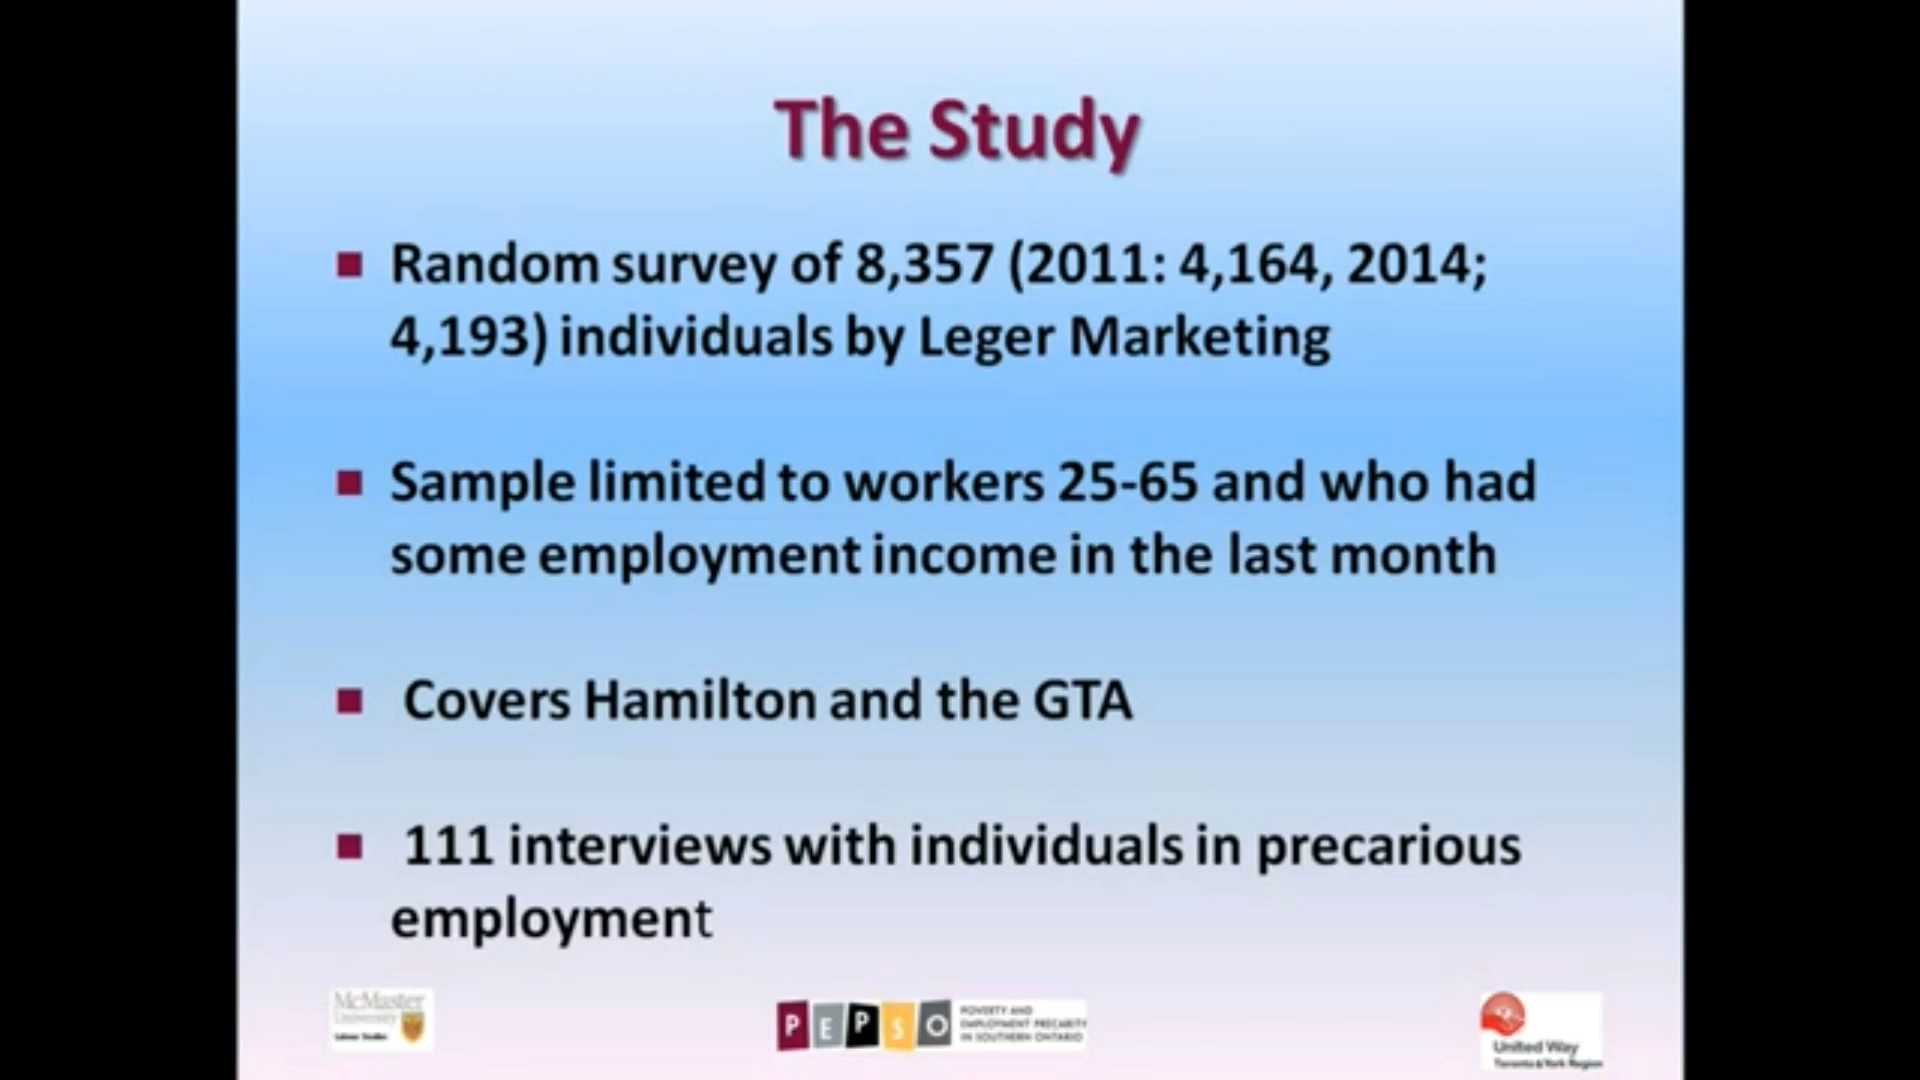 The Study
Random survey of 8,357 (2011: 4,164, 2014;
4,193) individuals by Leger Marketing
Sample limited to workers 25-65 and who had
some employment income in the last month
Covers Hamilton and the GTA
111 interviews with individuals in precarious
employment
McMaster
University
Labour Studies
PEPSO
POVERTY AND
EMPLOYMENT PRECARITY
IN SOUTHERN ONTARIO
United Way
Toronto & York Region